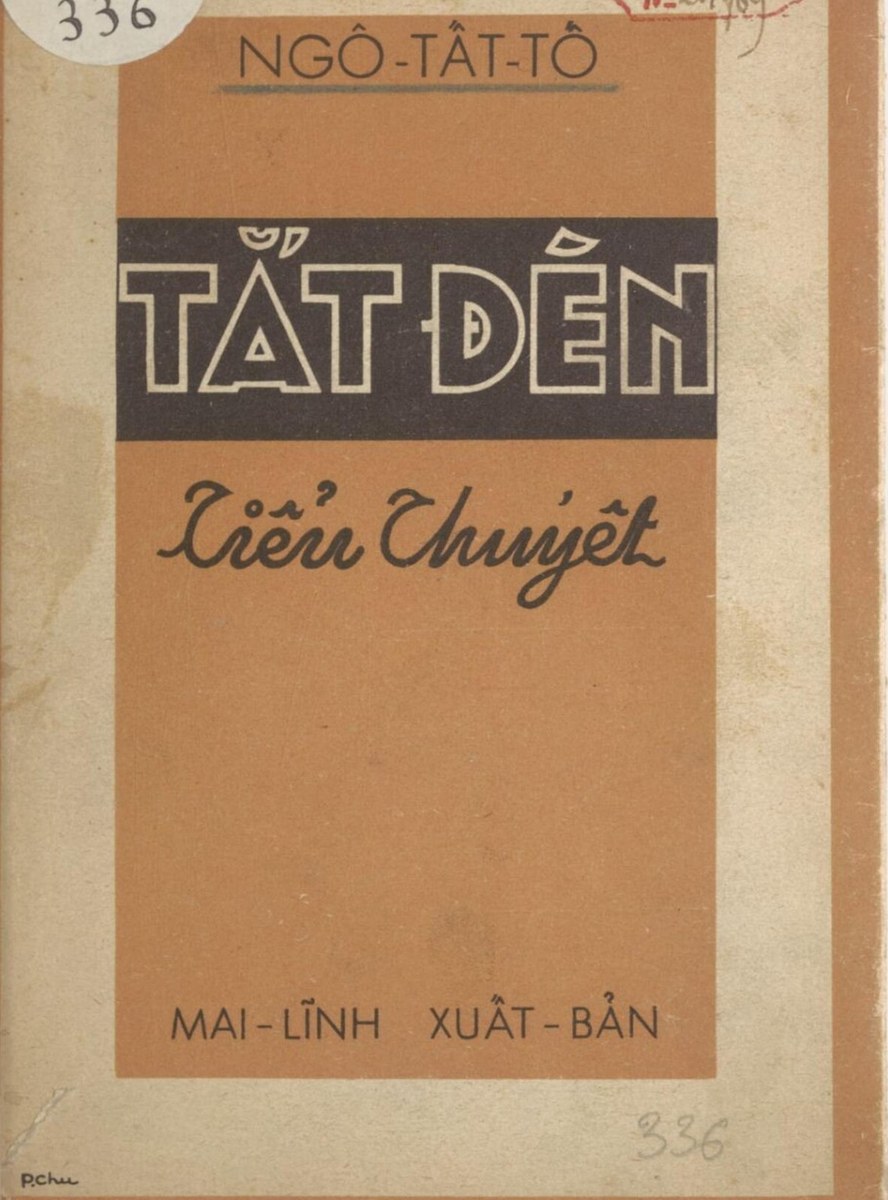 336
NGÔ-TẤT-TỐ
TẮT ĐÈN
Tiểu Thuyết
MAI-LĨNH XUẤT-BẢN
336
P.chu